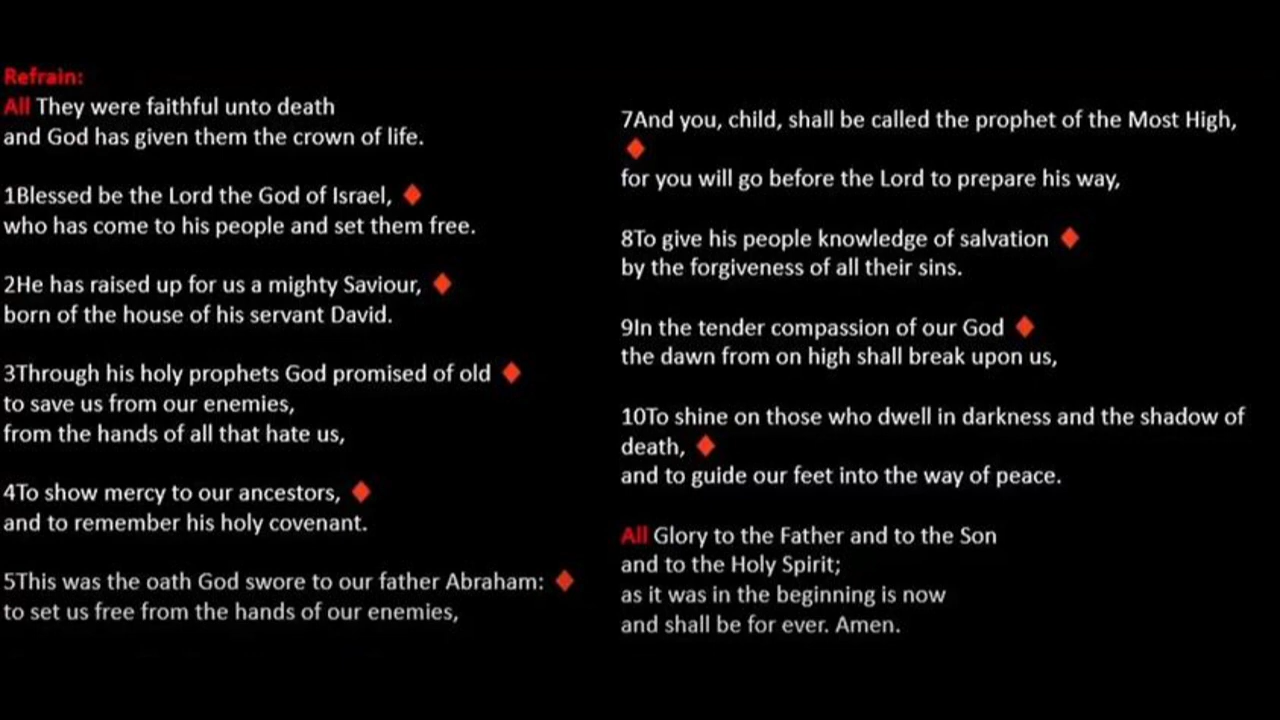 Refrain:
All They were faithful unto death
and God has given them the crown of life.
1Blessed be the Lord the God of Israel, ♦
who has come to his people and set them free.
2He has raised up for us a mighty Saviour, ♦
born of the house of his servant David.
3Through his holy prophets God promised of old ♦
to save us from our enemies,
from the hands of all that hate us,
4To show mercy to our ancestors, ♦
and to remember his holy covenant.
5This was the oath God swore to our father Abraham: ♦
to set us free from the hands of our enemies,
7And you, child, shall be called the prophet of the Most High,
♦
for you will go before the Lord to prepare his way,
8To give his people knowledge of salvation ♦
by the forgiveness of all their sins.
9In the tender compassion of our God ♦
the dawn from on high shall break upon us,
10To shine on those who dwell in darkness and the shadow of
death, ♦
and to guide our feet into the way of peace.
All Glory to the Father and to the Son
and to the Holy Spirit;
as it was in the beginning is now
and shall be for ever. Amen.